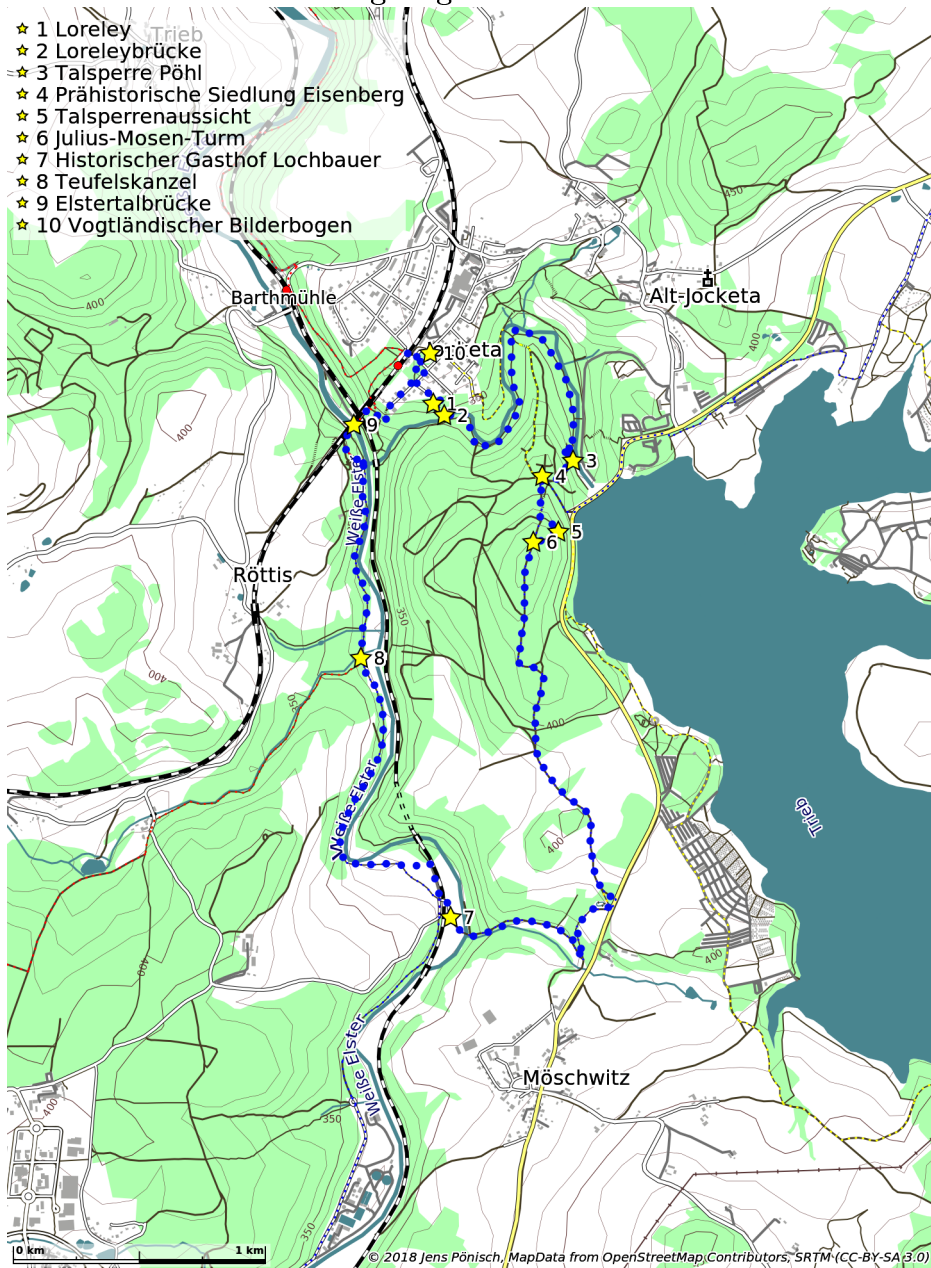 1 Loreley
2 Loreleybrücke
3 Talsperre Pöhl
4 Prähistorische Siedlung Eisenberg
5 Talsperrenaussicht
6 Julius-Mosen-Turm
7 Historischer Gasthof Lochbauer
8 Teufelskanzel
9 Elstertalbrücke
10 Vogtländischer Bilderbogen
Trieb
450
Barthmühle
Alt-Jocketa
400
400
10
350
1
2
9
400
3
4
Weiße Elster
5
6
Röttis
350
8
400
350
400
Weiße Elster
Trieb
400
7
400
400
Weiße Elster
Möschwitz
400
350
350
0 km
1 km
© 2018 Jens Pönisch, MapData from OpenStreetMap Contributors, SRTM (CC-BY-SA 3.0)